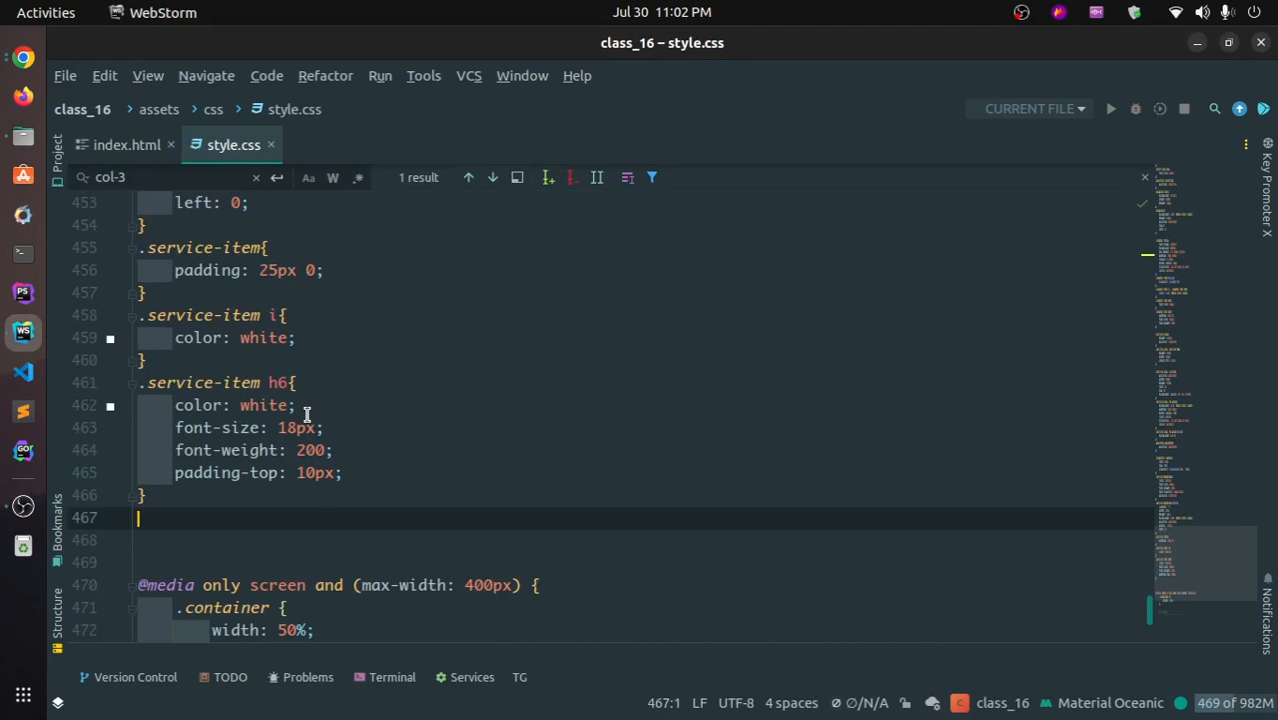 Activities
WebStorm
Jul 30 11:02 PM
class_16 – style.css
File Edit View Navigate Code Refactor Run Tools VCS Window Help
class_16 › assets › css › style.css
CURRENT FILE
Project
index.html
style.css
col-3
Aa
W
.*
1 result
453 left: 0;
454 }
455 .service-item{
456 padding: 25px 0;
457 }
458 .service-item i{
459 color: white;
460 }
461 .service-item h6{
462 color: white;
463 font-size: 18px;
464 font-weight: 200;
465 padding-top: 10px;
466 }
467
468
469
470 @media only screen and (max-width: 400px) {
471 .container {
472 width: 50%;
Bookmarks
Structure
Key Promoter X
Notifications
Version Control
TODO
Problems
Terminal
Services
TG
467:1 LF UTF-8 4 spaces ∅/N/A C class_16 Material Oceanic 469 of 982M